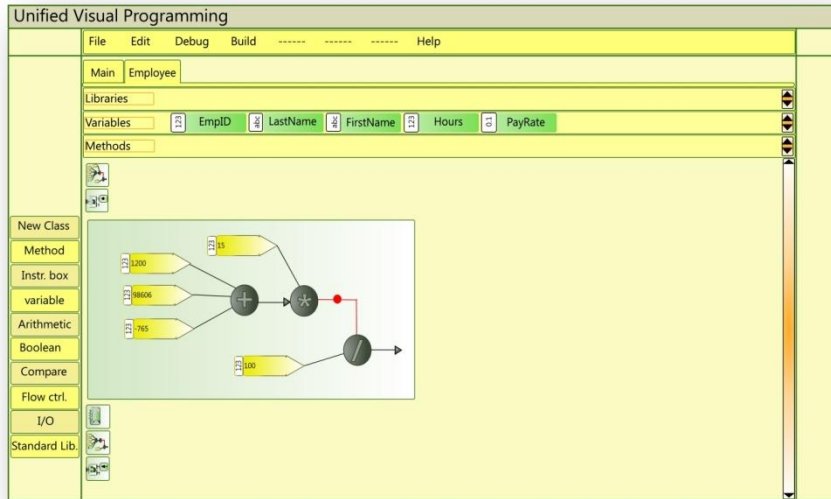 Unified Visual Programming
File Edit Debug Build ------ ------ ------ Help
Main Employee
Libraries
Variables 123 EmpID abc LastName abc FirstName 123 Hours 0.1 PayRate
Methods
New Class
Method
Instr. box
variable
Arithmetic
Boolean
Compare
Flow ctrl.
I/O
Standard Lib.
123 15
123 1200
123 98606
123 -765
+
*
/
123 100